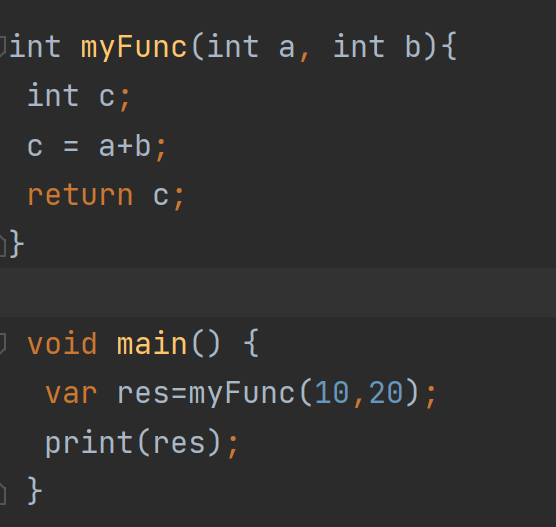 int myFunc(int a, int b){
int c;
c = a+b;
return c;
}
void main() {
var res=myFunc(10,20);
print(res);
}